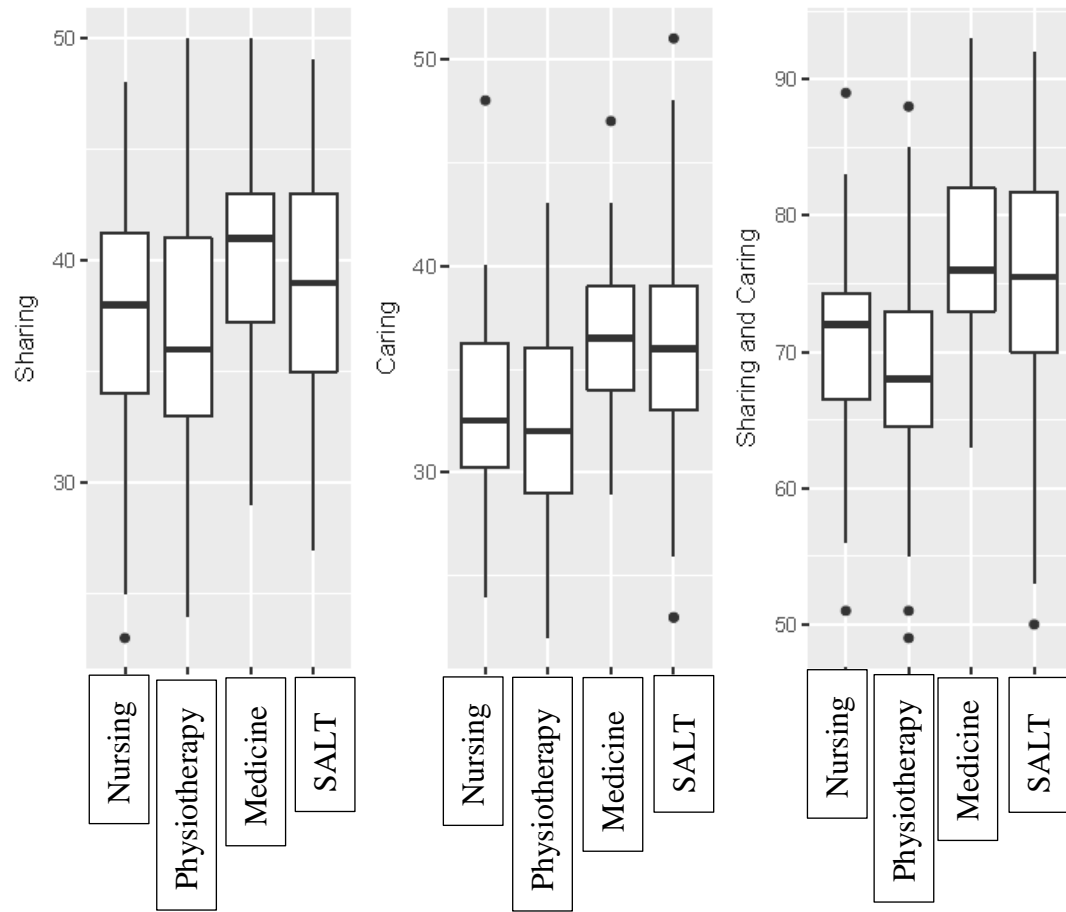 Sharing
50
40
30
Nursing
Physiotherapy
Medicine
SALT
Caring
50
40
30
Nursing
Physiotherapy
Medicine
SALT
Sharing and Caring
90
80
70
60
50
Nursing
Physiotherapy
Medicine
SALT